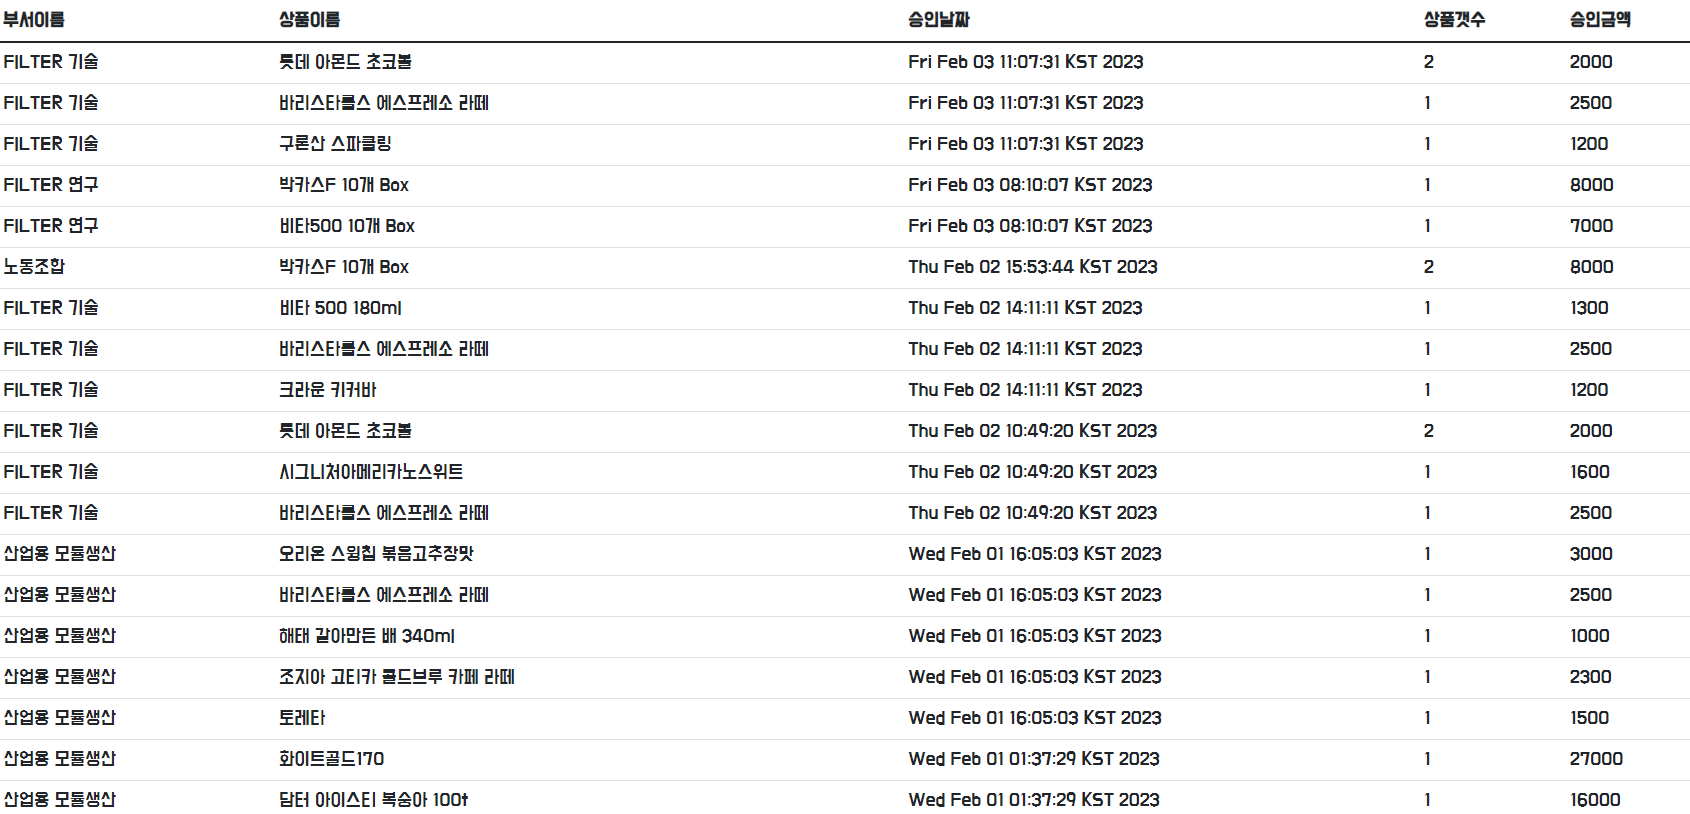 부서이름 상품이름 승인날짜 상품갯수 승인금액
FILTER 기술 롯데 아몬드 초코볼 Fri Feb 03 11:07:31 KST 2023 2 2000
FILTER 기술 바리스타룰스 에스프레소 라떼 Fri Feb 03 11:07:31 KST 2023 1 2500
FILTER 기술 구론산 스파클링 Fri Feb 03 11:07:31 KST 2023 1 1200
FILTER 연구 박카스F 10개 Box Fri Feb 03 08:10:07 KST 2023 1 8000
FILTER 연구 비타500 10개 Box Fri Feb 03 08:10:07 KST 2023 1 7000
노동조합 박카스F 10개 Box Thu Feb 02 15:53:44 KST 2023 2 8000
FILTER 기술 비타 500 180ml Thu Feb 02 14:11:11 KST 2023 1 1300
FILTER 기술 바리스타룰스 에스프레소 라떼 Thu Feb 02 14:11:11 KST 2023 1 2500
FILTER 기술 크라운 키커바 Thu Feb 02 14:11:11 KST 2023 1 1200
FILTER 기술 롯데 아몬드 초코볼 Thu Feb 02 10:49:20 KST 2023 2 2000
FILTER 기술 시그니처아메리카노스위트 Thu Feb 02 10:49:20 KST 2023 1 1600
FILTER 기술 바리스타룰스 에스프레소 라떼 Thu Feb 02 10:49:20 KST 2023 1 2500
산업용 모듈생산 오리온 스윙칩 볶음고추장맛 Wed Feb 01 16:05:03 KST 2023 1 3000
산업용 모듈생산 바리스타룰스 에스프레소 라떼 Wed Feb 01 16:05:03 KST 2023 1 2500
산업용 모듈생산 해태 갈아만든 배 340ml Wed Feb 01 16:05:03 KST 2023 1 1000
산업용 모듈생산 조지아 고티카 콜드브루 카페 라떼 Wed Feb 01 16:05:03 KST 2023 1 2300
산업용 모듈생산 토레타 Wed Feb 01 16:05:03 KST 2023 1 1500
산업용 모듈생산 화이트골드170 Wed Feb 01 01:37:29 KST 2023 1 27000
산업용 모듈생산 담터 아이스티 복숭아 100t Wed Feb 01 01:37:29 KST 2023 1 16000